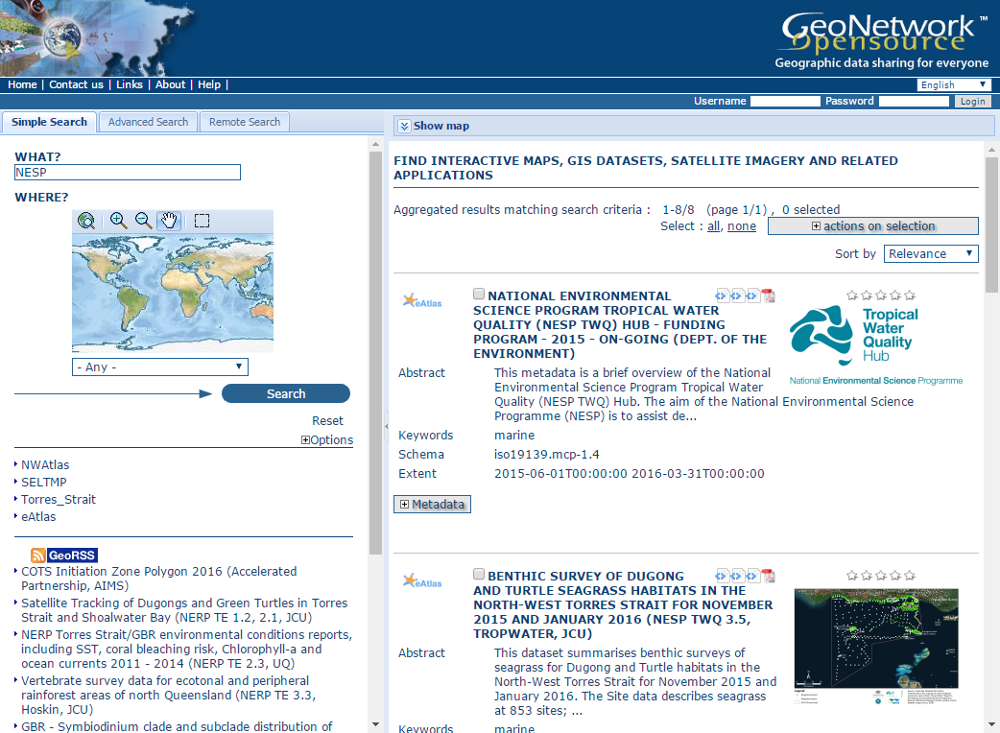 GeoNetwork™
Opensource
Geographic data sharing for everyone
Home | Contact us | Links | About | Help |
English
Username Password Login
Simple Search Advanced Search Remote Search
WHAT?
NESP
WHERE?
- Any -
Search
Reset
Options
NWAtlas
SELTMP
Torres_Strait
eAtlas
GeoRSS
COTS Initiation Zone Polygon 2016 (Accelerated
Partnership, AIMS)
Satellite Tracking of Dugongs and Green Turtles in Torres
Strait and Shoalwater Bay (NERP TE 1.2, 2.1, JCU)
NERP Torres Strait/GBR environmental conditions reports,
including SST, coral bleaching risk, Chlorophyll-a and
ocean currents 2011 - 2014 (NERP TE 2.3, UQ)
Vertebrate survey data for ecotonal and peripheral
rainforest areas of north Queensland (NERP TE 3.3,
Hoskin, JCU)
GBR - Symbiodinium clade and subclade distribution of
Show map
FIND INTERACTIVE MAPS, GIS DATASETS, SATELLITE IMAGERY AND RELATED
APPLICATIONS
Aggregated results matching search criteria : 1-8/8 (page 1/1) , 0 selected
Select : all, none actions on selection
Sort by Relevance
eAtlas
NATIONAL ENVIRONMENTAL
SCIENCE PROGRAM TROPICAL WATER
QUALITY (NESP TWQ) HUB - FUNDING
PROGRAM - 2015 - ON-GOING (DEPT. OF THE
ENVIRONMENT)
Tropical
Water
Quality
Hub
National Environmental Science Programme
Abstract This metadata is a brief overview of the National
Environmental Science Program Tropical Water
Quality (NESP TWQ) Hub. The aim of the National Environmental Science
Programme (NESP) is to assist de...
Keywords marine
Schema iso19139.mcp-1.4
Extent 2015-06-01T00:00:00 2016-03-31T00:00:00
Metadata
eAtlas
BENTHIC SURVEY OF DUGONG
AND TURTLE SEAGRASS HABITATS IN THE
NORTH-WEST TORRES STRAIT FOR NOVEMBER
2015 AND JANUARY 2016 (NESP TWQ 3.5,
TROPWATER, JCU)
Abstract This dataset summarises benthic surveys of
seagrass for Dugong and Turtle habitats in the
North-West Torres Strait for November 2015 and
January 2016. The Site data describes seagrass
at 853 sites; ...
Keywords marine